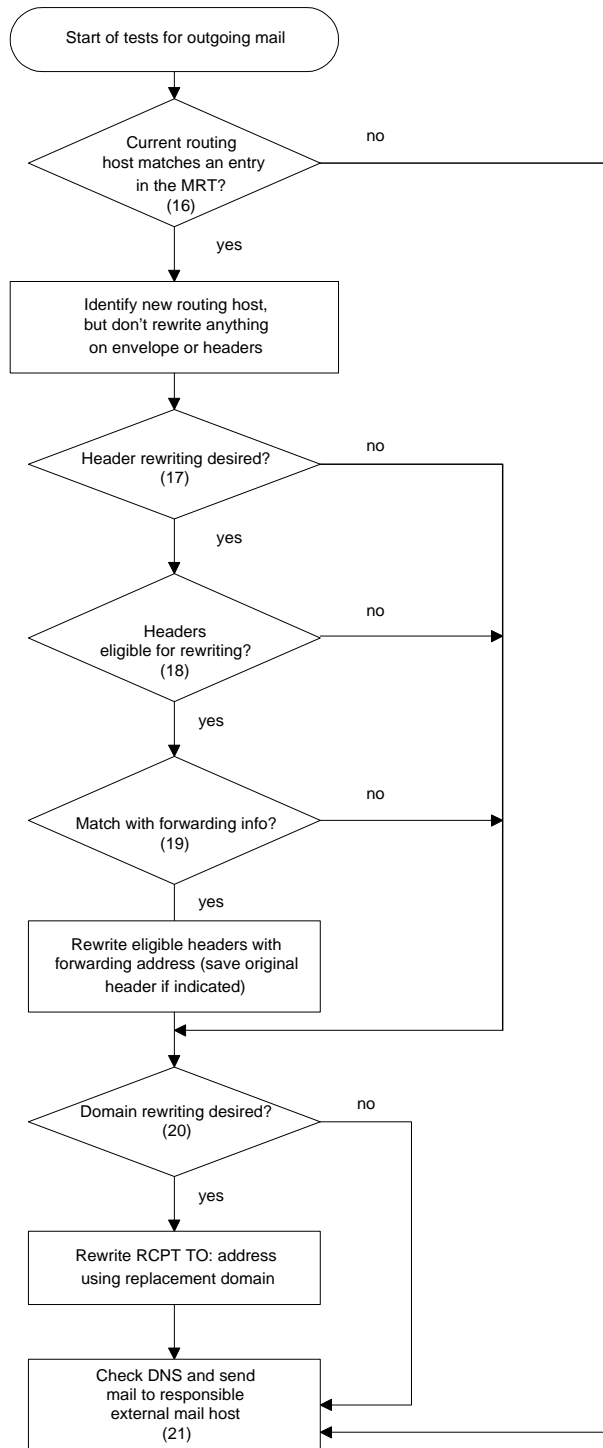 Start of tests for outgoing mail
Current routing
host matches an entry
in the MRT?
(16)
no
yes
Identify new routing host,
but don’t rewrite anything
on envelope or headers
Header rewriting desired?
(17)
no
yes
Headers
eligible for rewriting?
(18)
no
yes
Match with forwarding info?
(19)
no
yes
Rewrite eligible headers with
forwarding address (save original
header if indicated)
Domain rewriting desired?
(20)
no
yes
Rewrite RCPT TO: address
using replacement domain
Check DNS and send
mail to responsible
external mail host
(21)